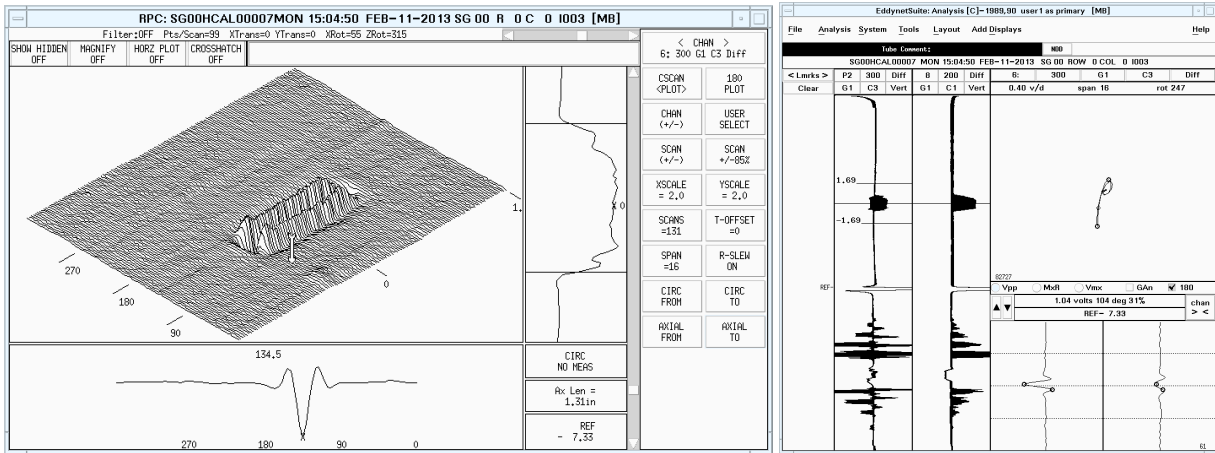 RPC: SG00HCAL00007MON 15:04:50 FEB-11-2013 SG 00 R 0 C 0 I003 [MB]
Filter:OFF Pts/Scan=99 XTrans=0 YTrans=0 XRot=55 ZRot=315
SHOW HIDDEN OFF
MAGNIFY OFF
HORZ PLOT OFF
CROSSHATCH OFF
270
180
90
0
1.
X 0
134.5
270 180 90 0
CIRC
NO MEAS
Ax Len =
1.31in
REF
- 7.33
< CHAN >
6: 300 G1 C3 Diff
CSCAN <PLOT>
180 PLOT
CHAN (+/-)
USER SELECT
SCAN (+/-)
SCAN +/-85%
XSCALE = 2.0
YSCALE = 2.0
SCANS =131
T-OFFSET =0
SPAN =16
R-SLEW ON
CIRC FROM
CIRC TO
AXIAL FROM
AXIAL TO
EddynetSuite: Analysis [C]-1989,90 user1 as primary [MB]
File Analysis System Tools Layout Add Displays Help
Tube Comment: NDD
SG00HCAL00007 MON 15:04:50 FEB-11-2013 SG 00 ROW 0 COL 0 I003
< Lmrks > P2 300 Diff 8 200 Diff 6: 300 G1 C3 Diff
Clear G1 C3 Vert G1 C1 Vert 0.40 v/d span 16 rot 247
1.69
-1.69
REF-
82727
Vpp MxR Vmx GAn 180
1.04 volts 104 deg 31%
REF- 7.33
chan
> <
61